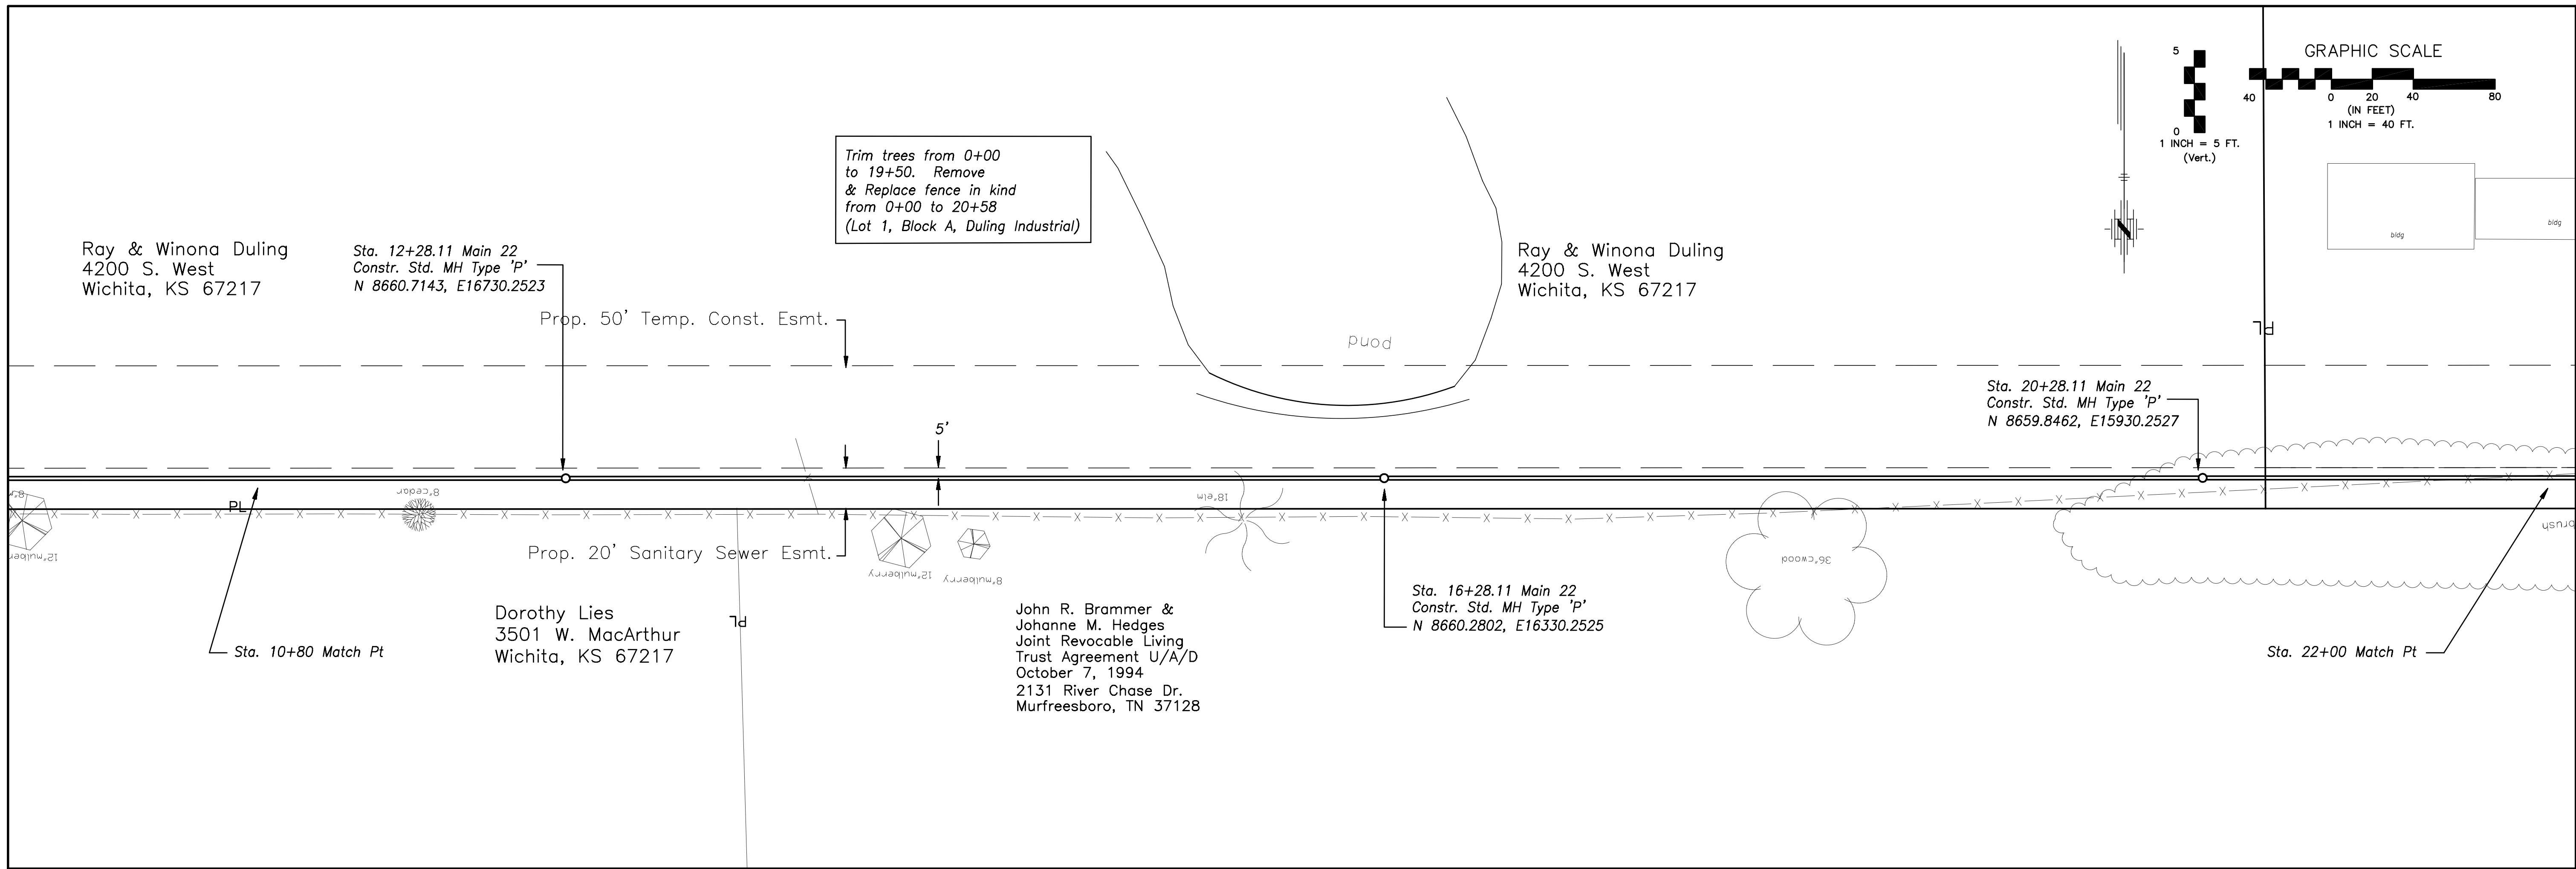 GRAPHIC SCALE
40
0
20
40
80
(IN FEET)
1 INCH = 40 FT.
5
0
1 INCH = 5 FT.
(Vert.)
N
bldg
bldg
Trim trees from 0+00
to 19+50. Remove
& Replace fence in kind
from 0+00 to 20+58
(Lot 1, Block A, Duling Industrial)
Ray & Winona Duling
4200 S. West
Wichita, KS 67217
Sta. 12+28.11 Main 22
Constr. Std. MH Type 'P'
N 8660.7143, E16730.2523
Ray & Winona Duling
4200 S. West
Wichita, KS 67217
Prop. 50' Temp. Const. Esmt.
pond
PL
Sta. 20+28.11 Main 22
Constr. Std. MH Type 'P'
N 8659.8462, E15930.2527
5'
8"cedar
18"elm
PL
12"mulberry
Prop. 20' Sanitary Sewer Esmt.
12"mulberry
8"mulberry
36"cwood
brush
Sta. 16+28.11 Main 22
Constr. Std. MH Type 'P'
N 8660.2802, E16330.2525
Dorothy Lies
3501 W. MacArthur
Wichita, KS 67217
PL
John R. Brammer &
Johanne M. Hedges
Joint Revocable Living
Trust Agreement U/A/D
October 7, 1994
2131 River Chase Dr.
Murfreesboro, TN 37128
Sta. 10+80 Match Pt
Sta. 22+00 Match Pt